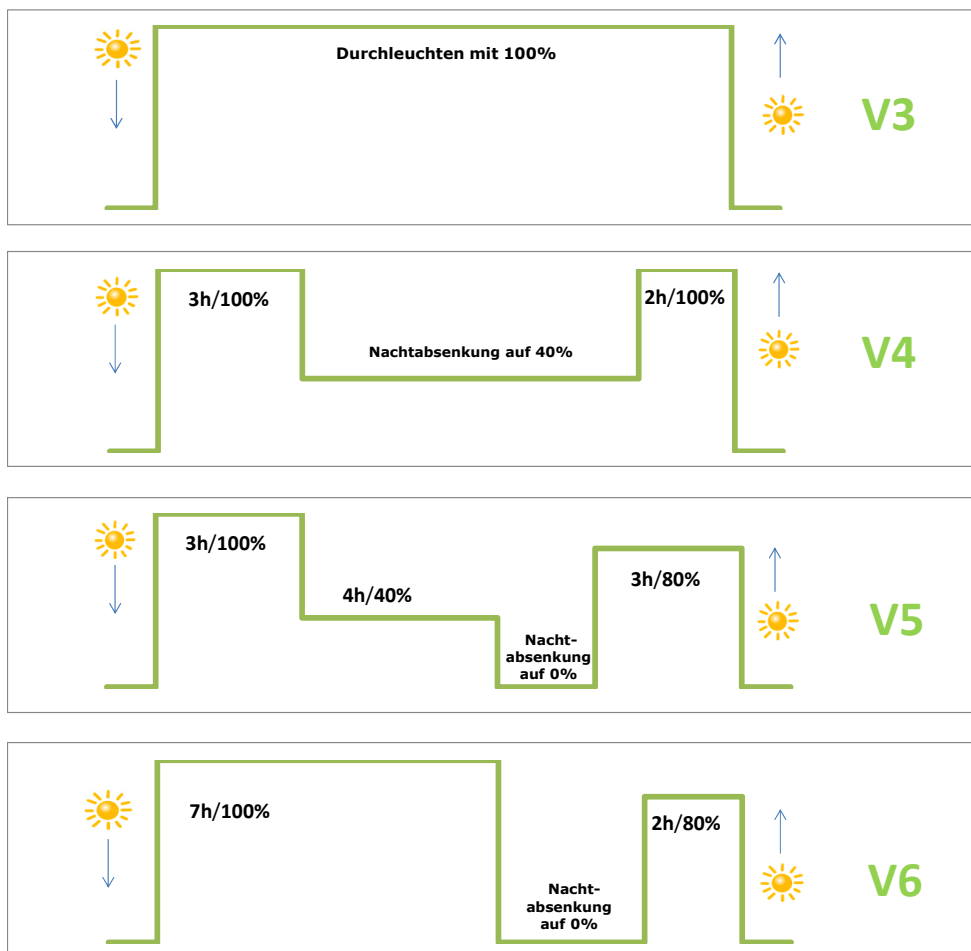 Durchleuchten mit 100%
V3
3h/100%
2h/100%
Nachtabsenkung auf 40%
V4
3h/100%
4h/40%
3h/80%
Nacht-
absenkung
auf 0%
V5
7h/100%
2h/80%
Nacht-
absenkung
auf 0%
V6